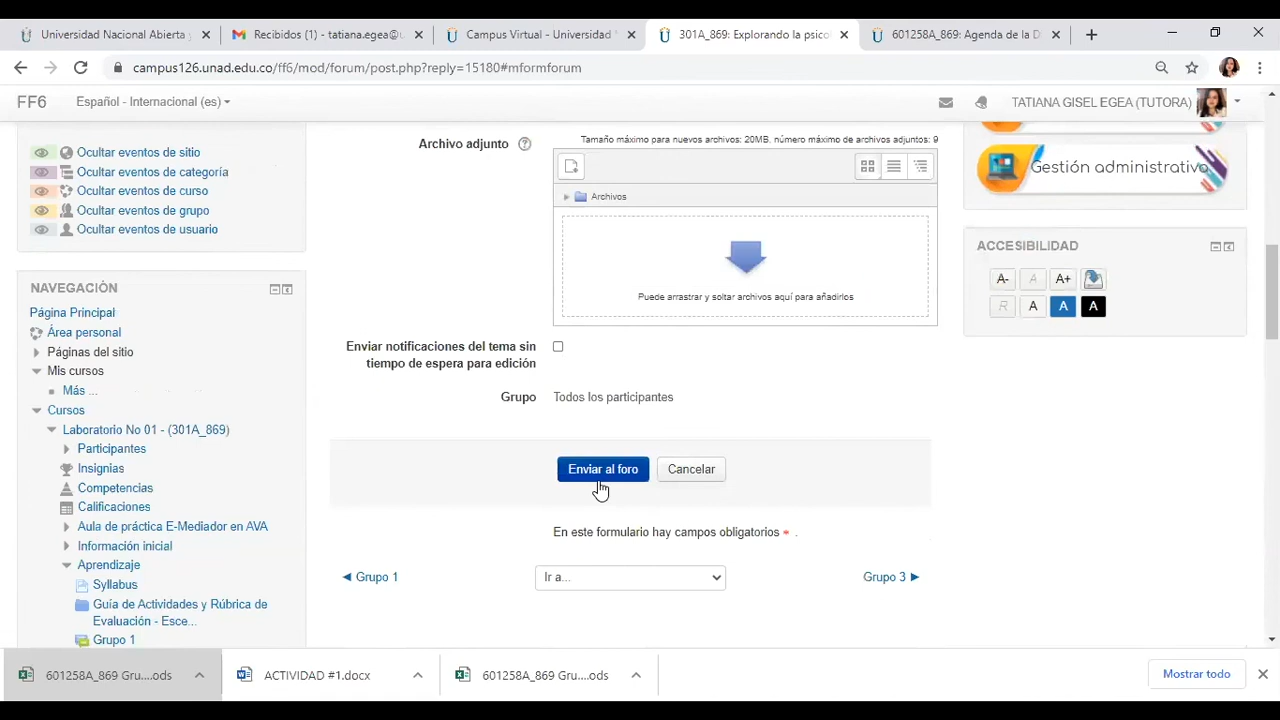 Universidad Nacional Abierta y
Recibidos (1) - tatiana.egea@u
Campus Virtual - Universidad
301A_869: Explorando la psico
601258A_869: Agenda de la D
campus126.unad.edu.co/ff6/mod/forum/post.php?reply=15180#mformforum
FF6
Español - Internacional (es)
TATIANA GISEL EGEA (TUTORA)
Ocultar eventos de sitio
Ocultar eventos de categoría
Ocultar eventos de curso
Ocultar eventos de grupo
Ocultar eventos de usuario
NAVEGACIÓN
Página Principal
Área personal
Páginas del sitio
Mis cursos
Más ...
Cursos
Laboratorio No 01 - (301A_869)
Participantes
Insignias
Competencias
Calificaciones
Aula de práctica E-Mediador en AVA
Información inicial
Aprendizaje
Syllabus
Guía de Actividades y Rúbrica de
Evaluación - Esce...
Grupo 1
Archivo adjunto
Tamaño máximo para nuevos archivos: 20MB, número máximo de archivos adjuntos: 9
Archivos
Puede arrastrar y soltar archivos aquí para añadirlos
Enviar notificaciones del tema sin
tiempo de espera para edición
Grupo
Todos los participantes
Enviar al foro
Cancelar
En este formulario hay campos obligatorios * .
◄ Grupo 1
Ir a...
Grupo 3 ►
Gestión administrativa
ACCESIBILIDAD
A- A A+
R A A A
601258A_869 Gru....ods
ACTIVIDAD #1.docx
601258A_869 Gru....ods
Mostrar todo